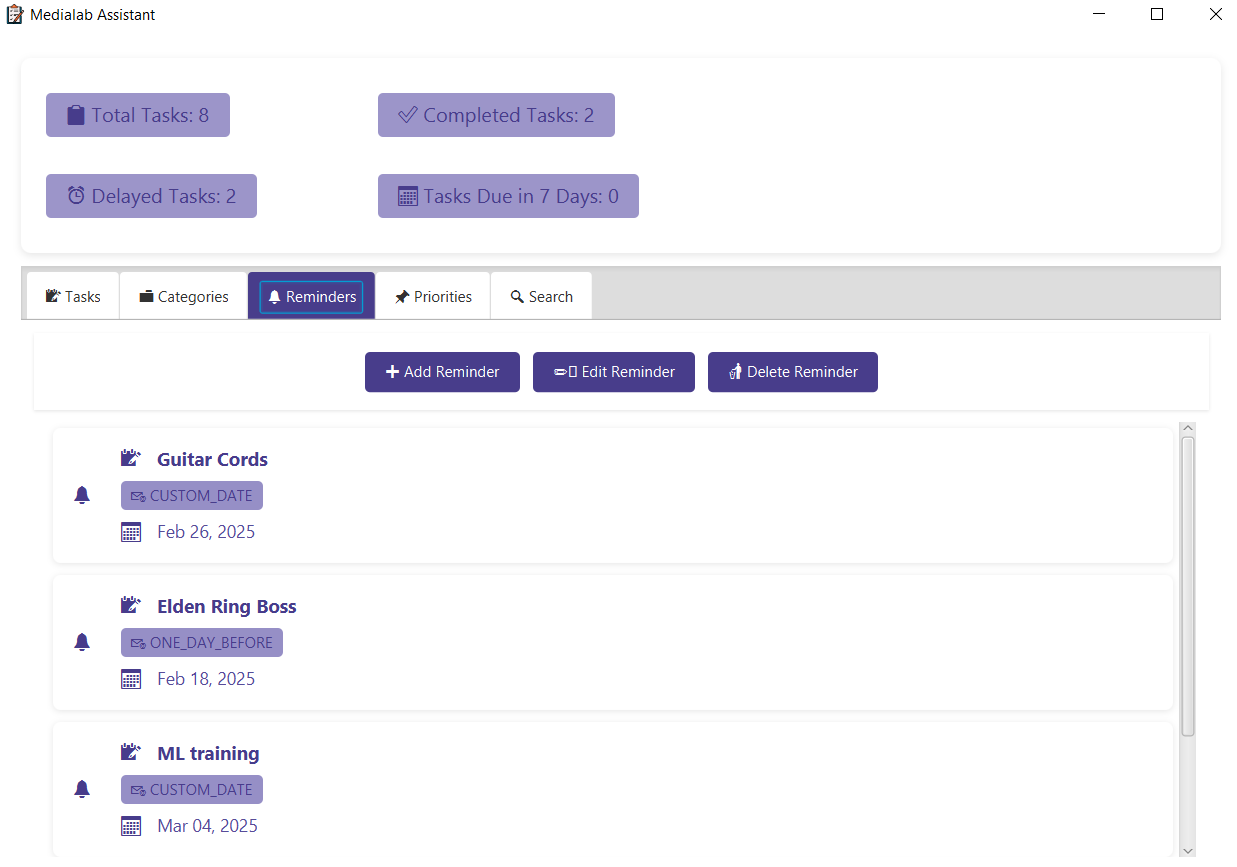 Medialab Assistant
Total Tasks: 8
Completed Tasks: 2
Delayed Tasks: 2
Tasks Due in 7 Days: 0
Tasks
Categories
Reminders
Priorities
Search
Add Reminder
Edit Reminder
Delete Reminder
Guitar Cords
CUSTOM_DATE
Feb 26, 2025
Elden Ring Boss
ONE_DAY_BEFORE
Feb 18, 2025
ML training
CUSTOM_DATE
Mar 04, 2025